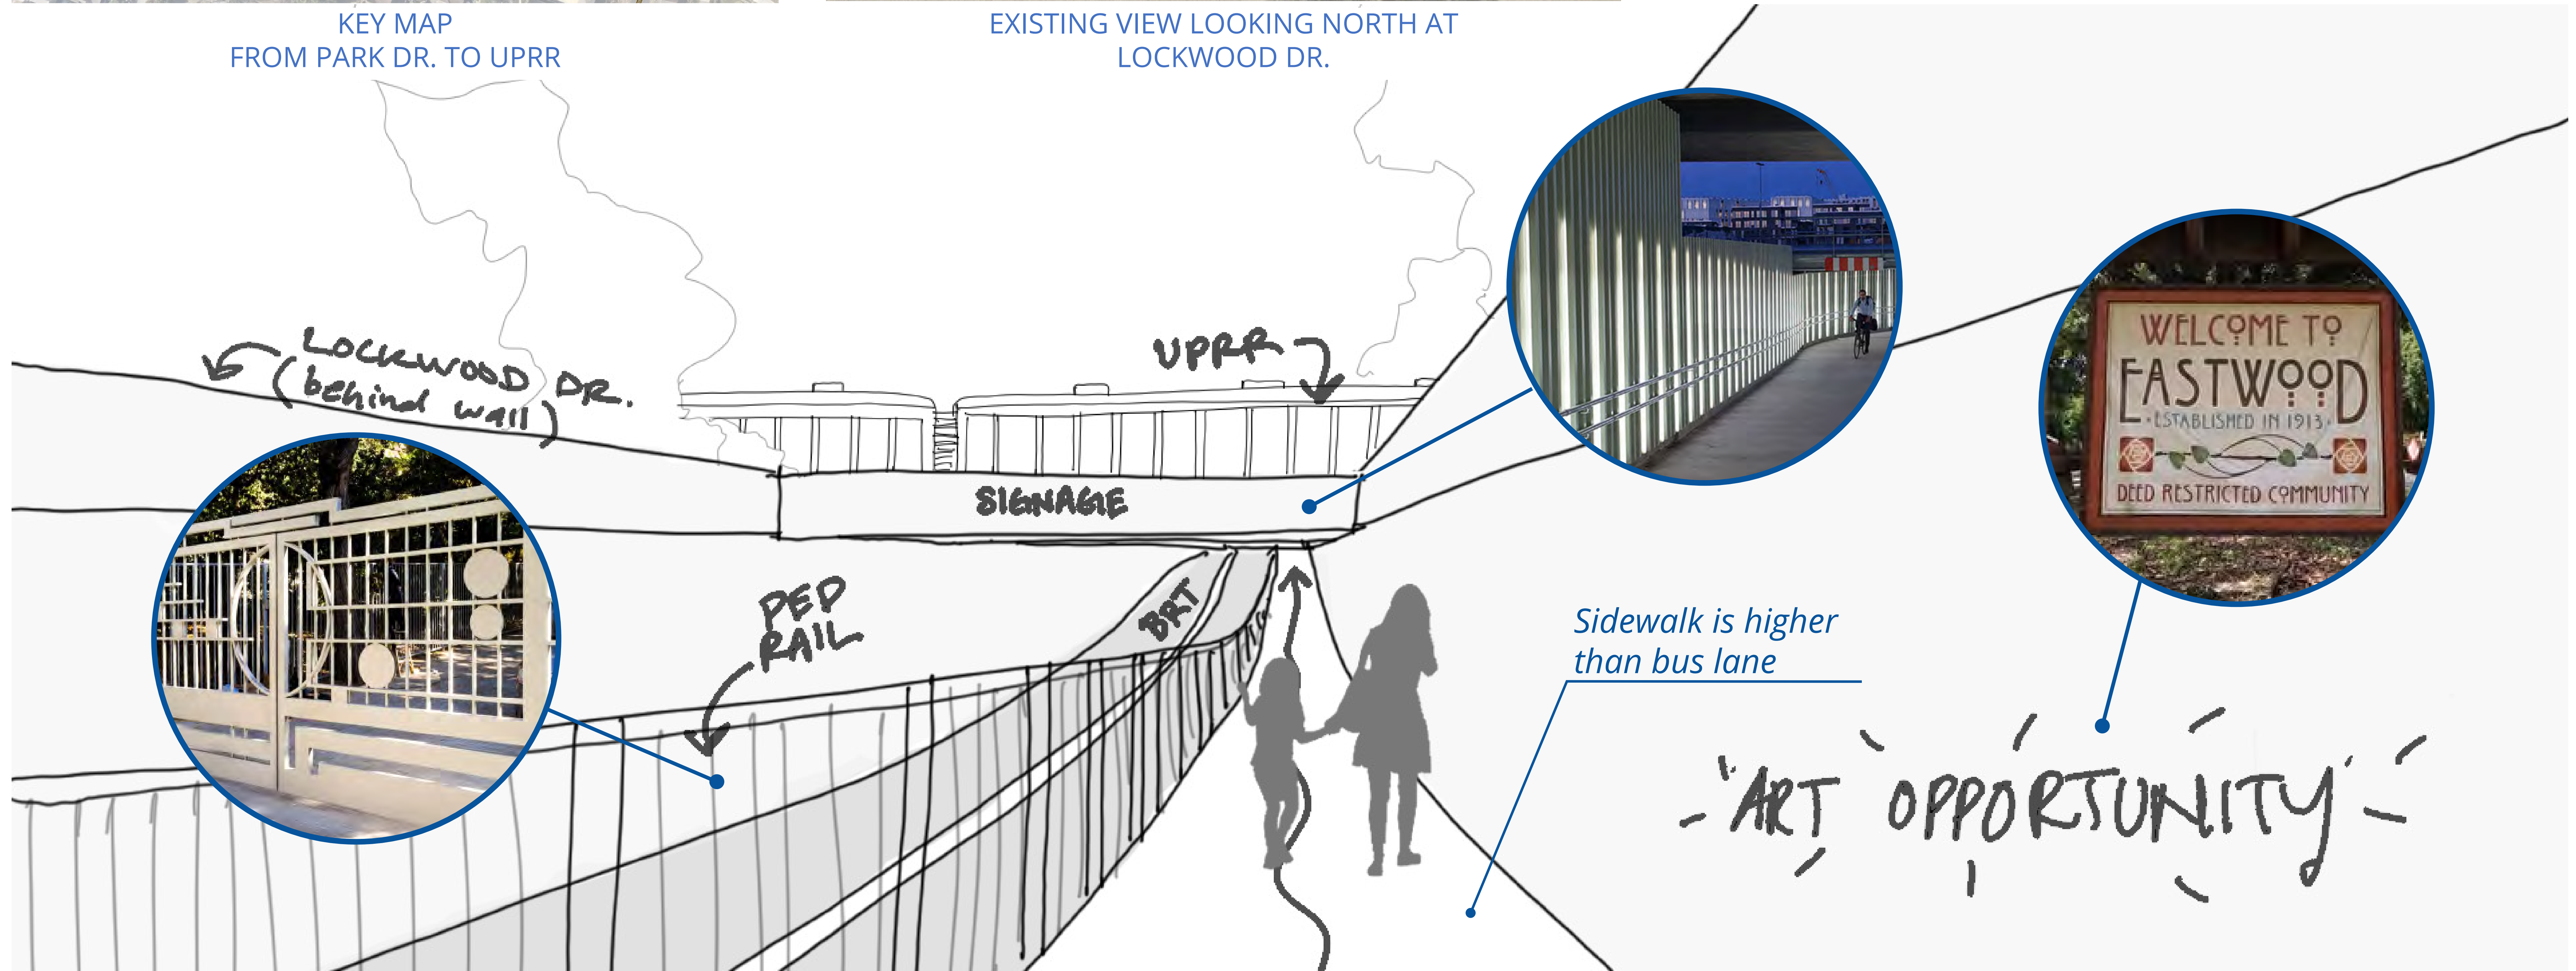 KEY MAP
FROM PARK DR. TO UPRR
EXISTING VIEW LOOKING NORTH AT
LOCKWOOD DR.
LOCKWOOD DR.
(behind wall)
UPRR
SIGNAGE
WELCOME TO
EASTWOOD
·ESTABLISHED IN 1913·
DEED RESTRICTED COMMUNITY
PED
RAIL
BRT
Sidewalk is higher
than bus lane
"ART OPPORTUNITY"